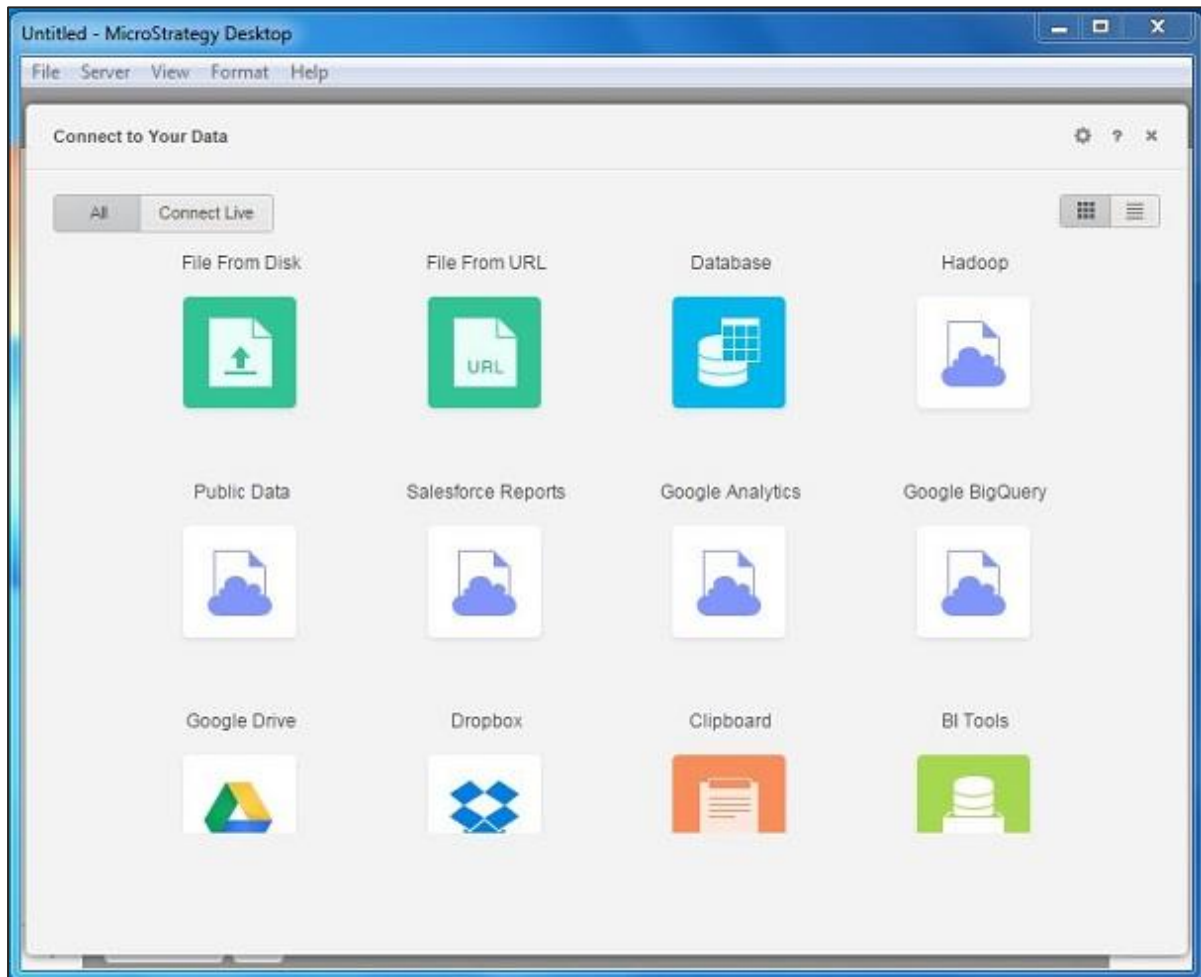 Untitled - MicroStrategy Desktop
File Server View Format Help
Connect to Your Data
?
All Connect Live
File From Disk File From URL Database Hadoop
URL
Public Data Salesforce Reports Google Analytics Google BigQuery
Google Drive Dropbox Clipboard BI Tools